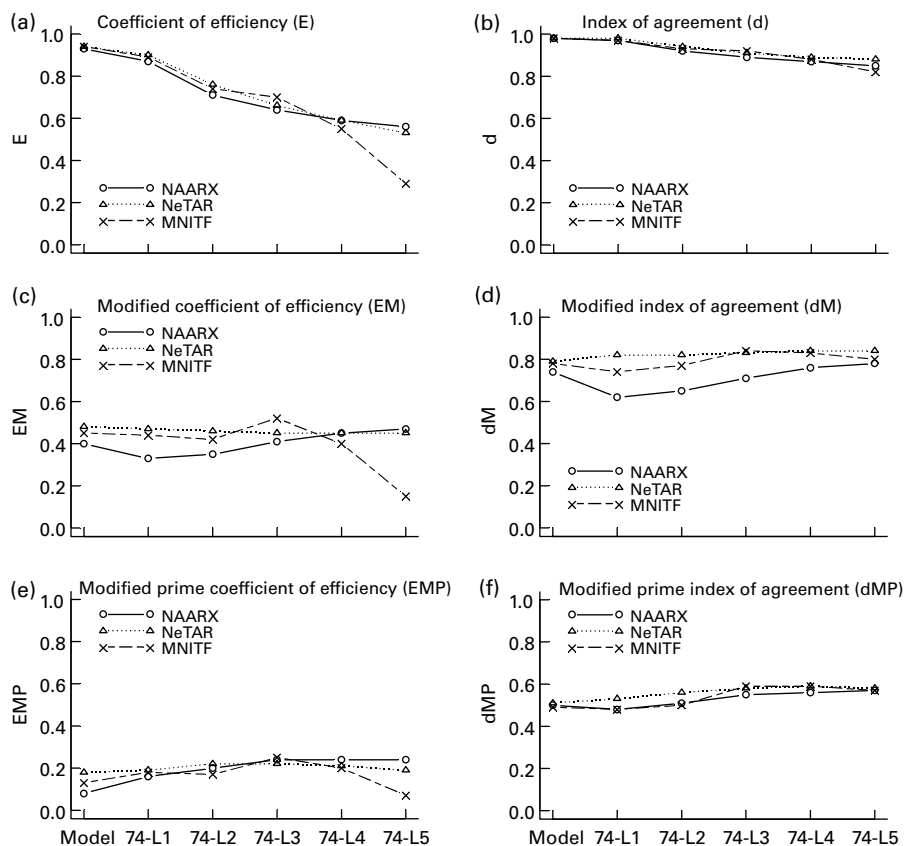 (a) Coefficient of efficiency (E)
1.0
0.8
0.6
0.4
0.2
0.0
E
NAARX
NeTAR
MNITF
(b) Index of agreement (d)
1.0
0.8
0.6
0.4
0.2
0.0
d
NAARX
NeTAR
MNITF
(c) Modified coefficient of efficiency (EM)
1.0
0.8
0.6
0.4
0.2
0.0
EM
NAARX
NeTAR
MNITF
(d) Modified index of agreement (dM)
1.0
0.8
0.6
0.4
0.2
0.0
dM
NAARX
NeTAR
MNITF
(e) Modified prime coefficient of efficiency (EMP)
1.0
0.8
0.6
0.4
0.2
0.0
EMP
NAARX
NeTAR
MNITF
Model 74-L1 74-L2 74-L3 74-L4 74-L5
(f) Modified prime index of agreement (dMP)
1.0
0.8
0.6
0.4
0.2
0.0
dMP
NAARX
NeTAR
MNITF
Model 74-L1 74-L2 74-L3 74-L4 74-L5